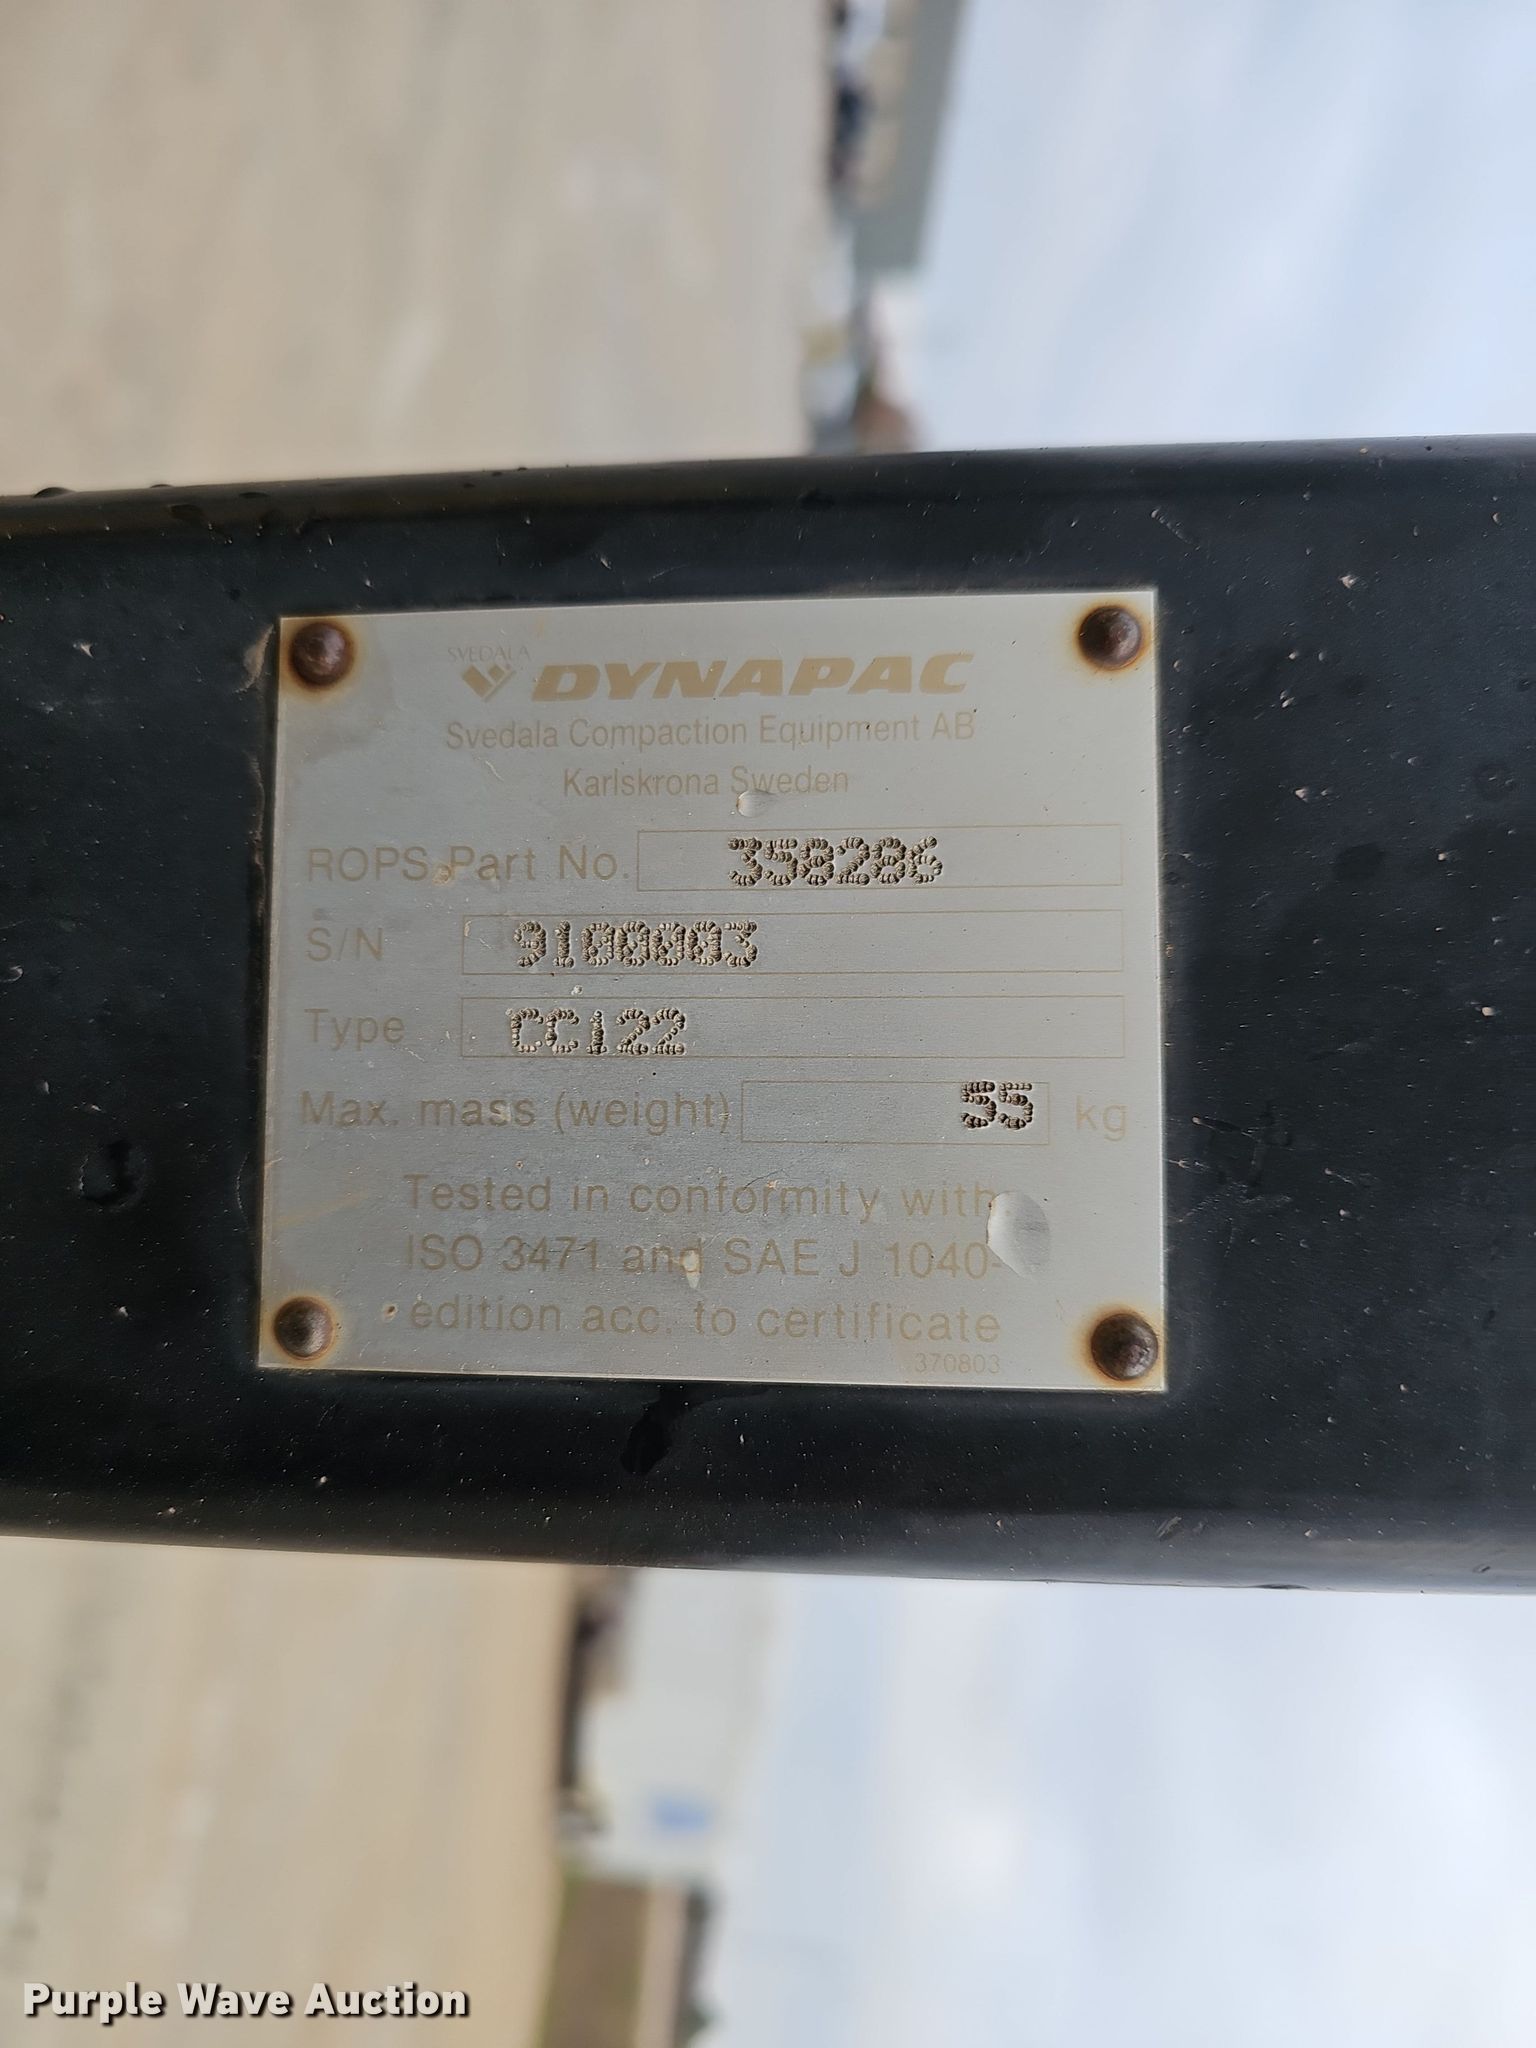 SVEDALA
DYNAPAC
Svedala Compaction Equipment AB
Karlskrona Sweden
ROPS Part No. 358286
S/N 9100003
Type CC122
Max. mass (weight) 55 kg
Tested in conformity with
ISO 3471 and SAE J 1040-
edition acc. to certificate
370803
Purple Wave Auction